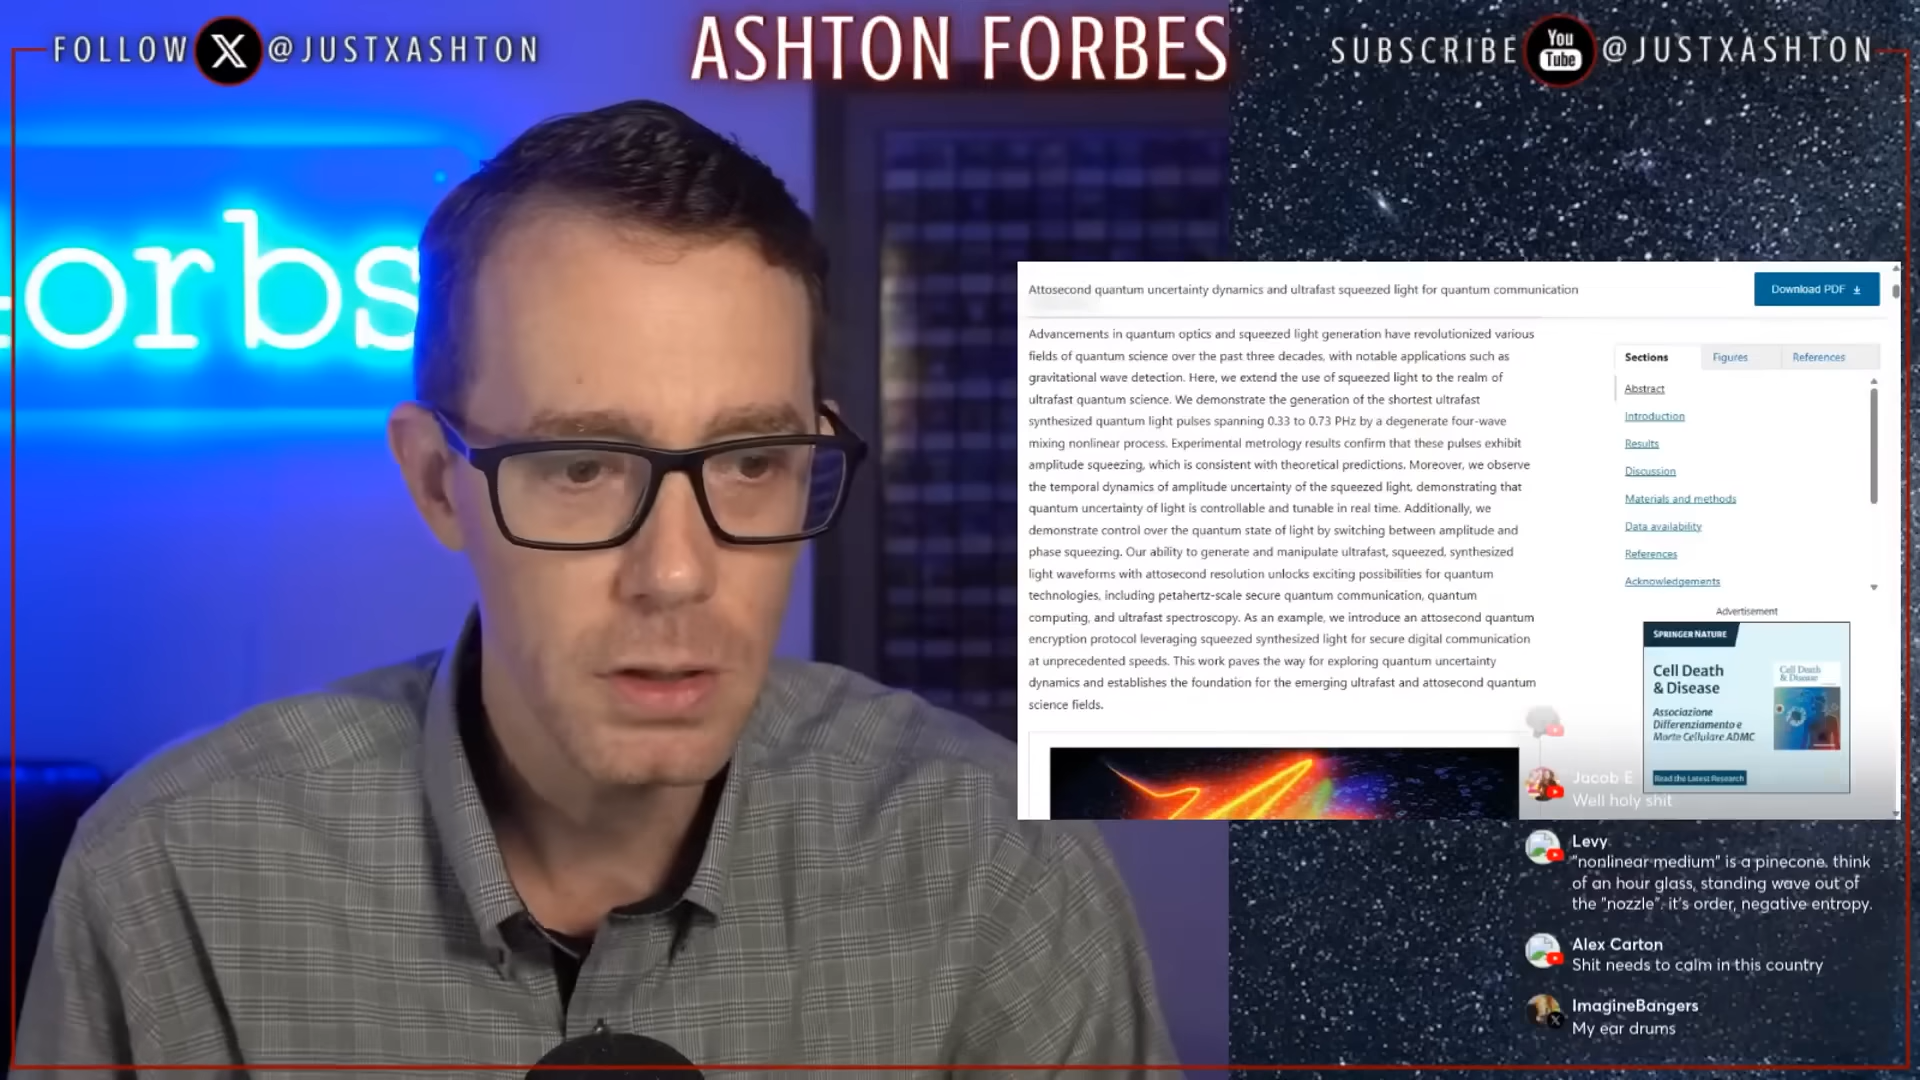 FOLLOW X @JUSTXASHTON
ASHTON FORBES
SUBSCRIBE You Tube @JUSTXASHTON
orbs
Attosecond quantum uncertainty dynamics and ultrafast squeezed light for quantum communication
Download PDF
Advancements in quantum optics and squeezed light generation have revolutionized various
fields of quantum science over the past three decades, with notable applications such as
gravitational wave detection. Here, we extend the use of squeezed light to the realm of
ultrafast quantum science. We demonstrate the generation of the shortest ultrafast
synthesized quantum light pulses spanning 0.33 to 0.73 PHz by a degenerate four-wave
mixing nonlinear process. Experimental metrology results confirm that these pulses exhibit
amplitude squeezing, which is consistent with theoretical predictions. Moreover, we observe
the temporal dynamics of amplitude uncertainty of the squeezed light, demonstrating that
quantum uncertainty of light is controllable and tunable in real time. Additionally, we
demonstrate control over the quantum state of light by switching between amplitude and
phase squeezing. Our ability to generate and manipulate ultrafast, squeezed, synthesized
light waveforms with attosecond resolution unlocks exciting possibilities for quantum
technologies, including petahertz-scale secure quantum communication, quantum
computing, and ultrafast spectroscopy. As an example, we introduce an attosecond quantum
encryption protocol leveraging squeezed synthesized light for secure digital communication
at unprecedented speeds. This work paves the way for exploring quantum uncertainty
dynamics and establishes the foundation for the emerging ultrafast and attosecond quantum
science fields.
Sections Figures References
Abstract
Introduction
Results
Discussion
Materials and methods
Data availability
References
Acknowledgements
Advertisement
SPRINGER NATURE
Cell Death
& Disease
Associazione
Differenziamento e
Morte Cellulare ADMC
Cell Death
& Disease
Read the Latest Research
Jacob E
Well holy shit
Levy
"nonlinear medium" is a pinecone. think
of an hour glass, standing wave out of
the "nozzle". it's order, negative entropy.
Alex Carton
Shit needs to calm in this country
ImagineBangers
My ear drums